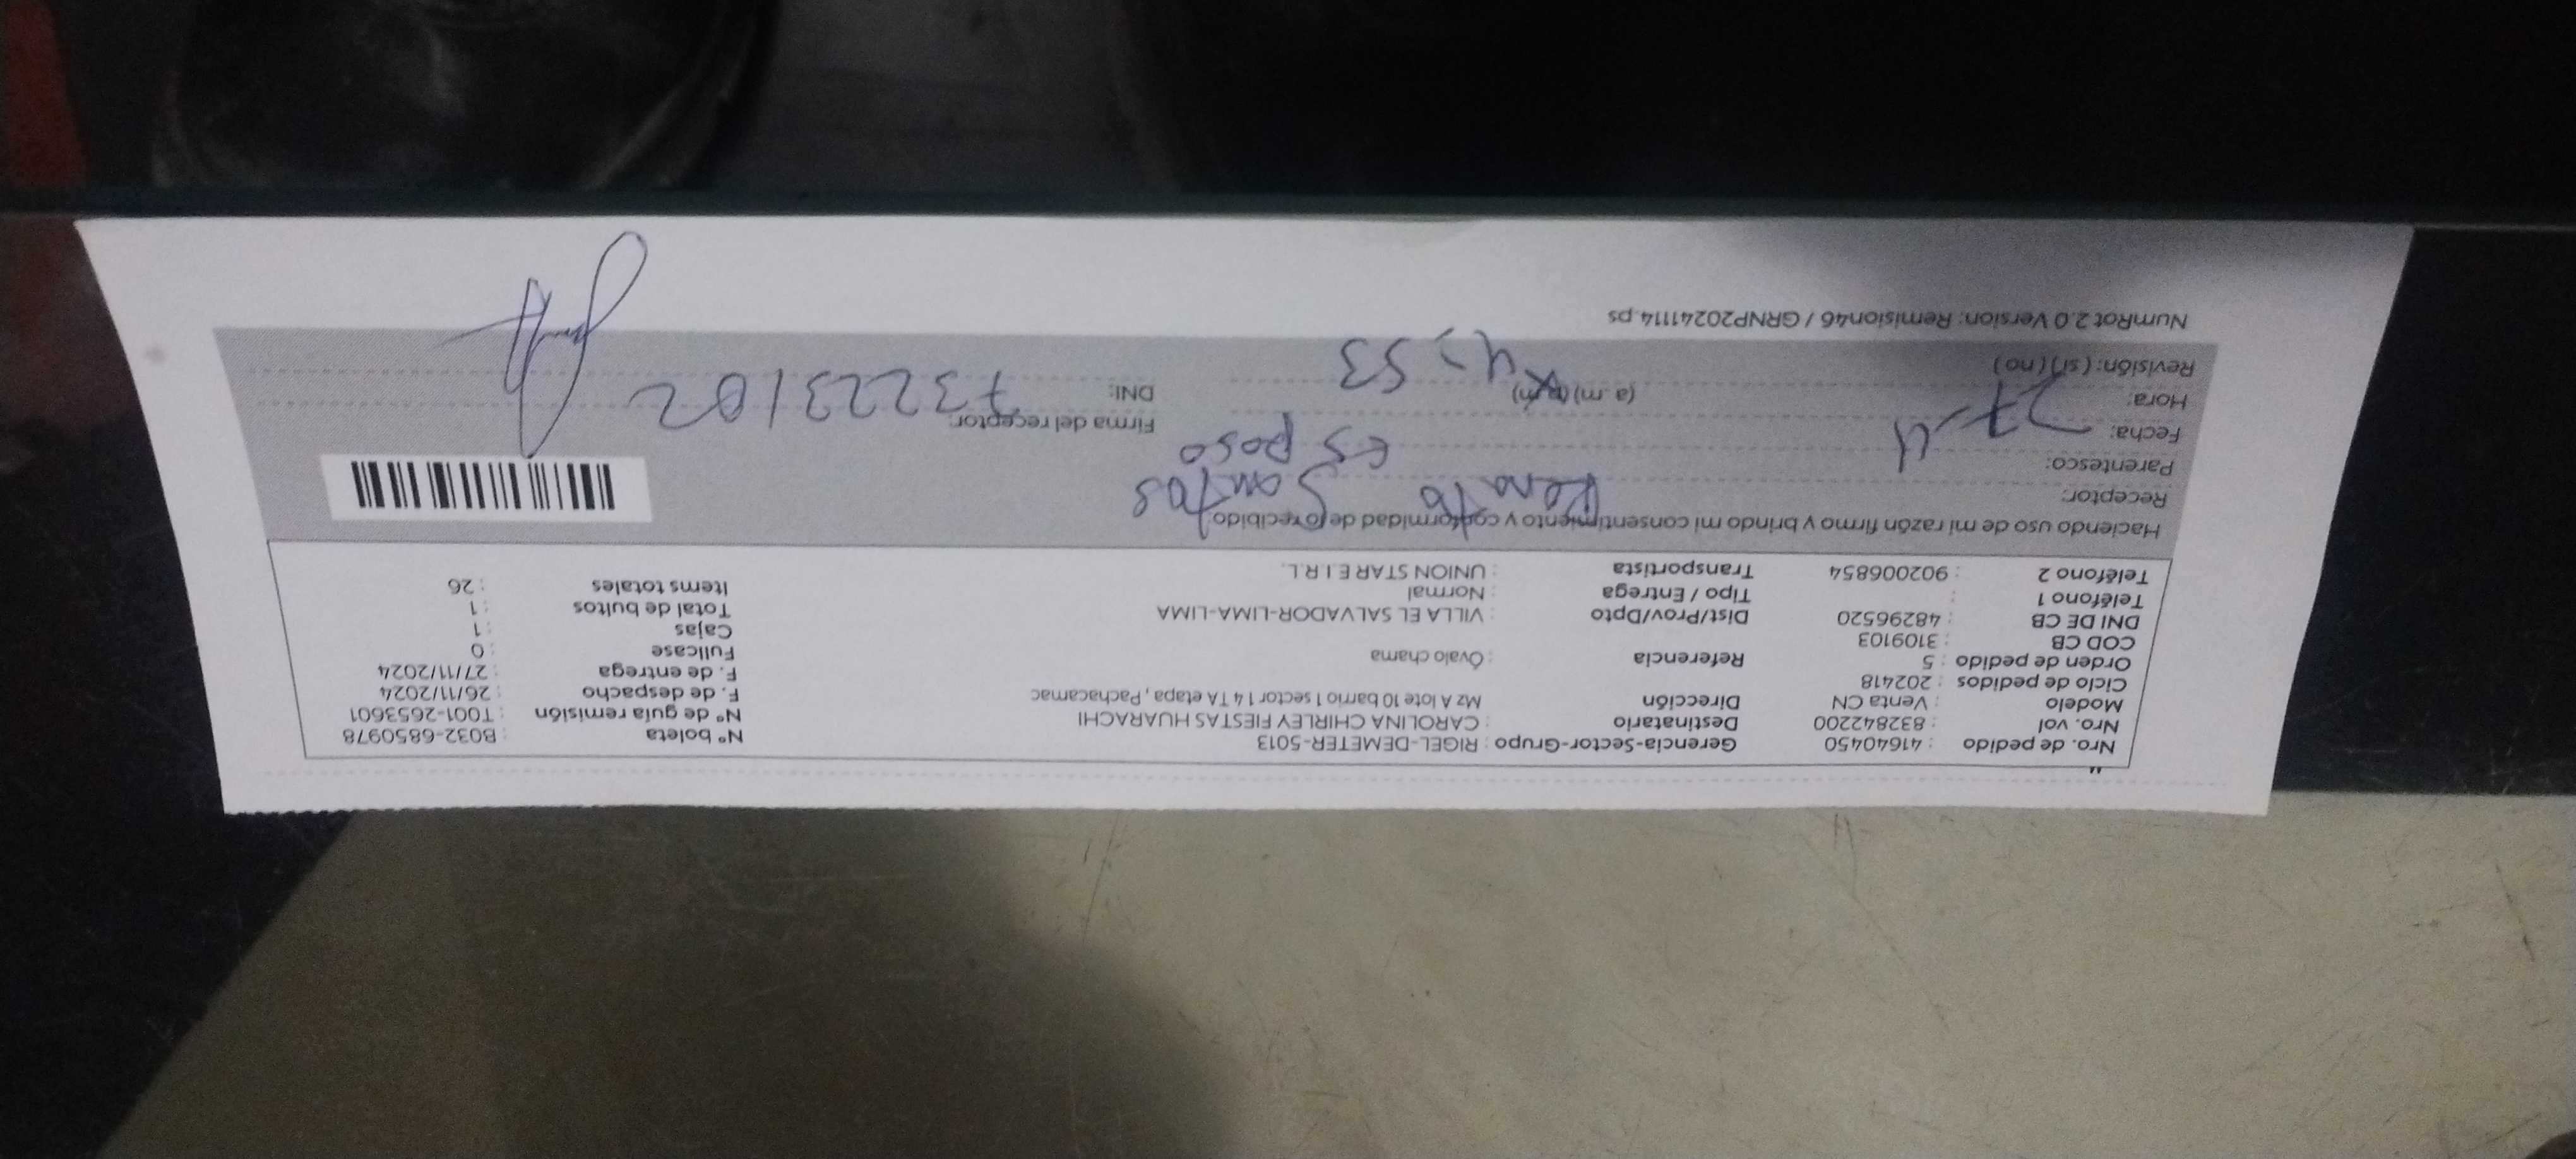 Nro. de pedido : 41640450 Gerencia-Sector-Grupo : RIGEL-DEMETER-5013 N° boleta : B032-6850978
Nro. vol : 832842200 Destinatario : CAROLINA CHIRLEY FIESTAS HUARACHI N° de guía remisión : T001-2653601
Modelo : Venta CN Dirección Mz A lote 10 barrio 1 sector 1 4 TA etapa , Pachacamac F. de despacho : 26/11/2024
Ciclo de pedidos : 202418 F. de entrega : 27/11/2024
Orden de pedido : 5 Referencia : Óvalo chama Fullcase : 0
COD CB : 3109103 Cajas : 1
DNI DE CB : 48296520 Dist/Prov/Dpto : VILLA EL SALVADOR-LIMA-LIMA Total de bultos : 1
Teléfono 1 : Tipo / Entrega : Normal Items totales : 26
Teléfono 2 : 902006854 Transportista : UNION STAR E I R L.
Haciendo uso de mi razón firmo y brindo mi consentimiento y conformidad de lo recibido:
Receptor: Renato Santos
Parentesco: esposo
Fecha: 27-11 Firma del receptor:
Hora: (a. m) (p. m) 4:53 DNI: 73223102
Revisión: ( sí ) ( no )
NumRot 2.0 Version: Remision46 / GRNP20241114.ps